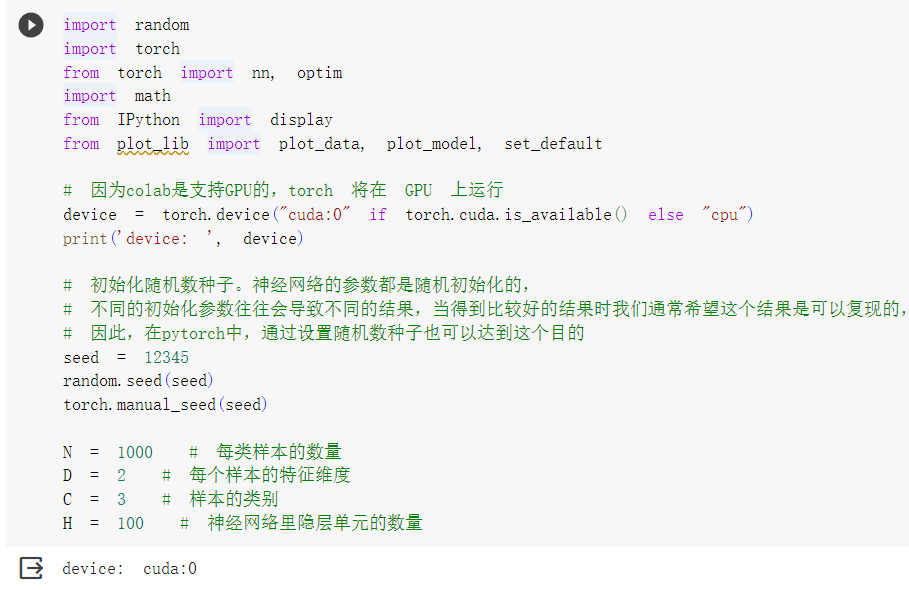 import random
import torch
from torch import nn, optim
import math
from IPython import display
from plot_lib import plot_data, plot_model, set_default
# 因为colab是支持GPU的，torch 将在 GPU 上运行
device = torch.device("cuda:0" if torch.cuda.is_available() else "cpu")
print('device: ', device)
# 初始化随机数种子。神经网络的参数都是随机初始化的，
# 不同的初始化参数往往会导致不同的结果，当得到比较好的结果时我们通常希望这个结果是可以复现的，
# 因此，在pytorch中，通过设置随机数种子也可以达到这个目的
seed = 12345
random.seed(seed)
torch.manual_seed(seed)
N = 1000 # 每类样本的数量
D = 2 # 每个样本的特征维度
C = 3 # 样本的类别
H = 100 # 神经网络里隐层单元的数量
device: cuda:0